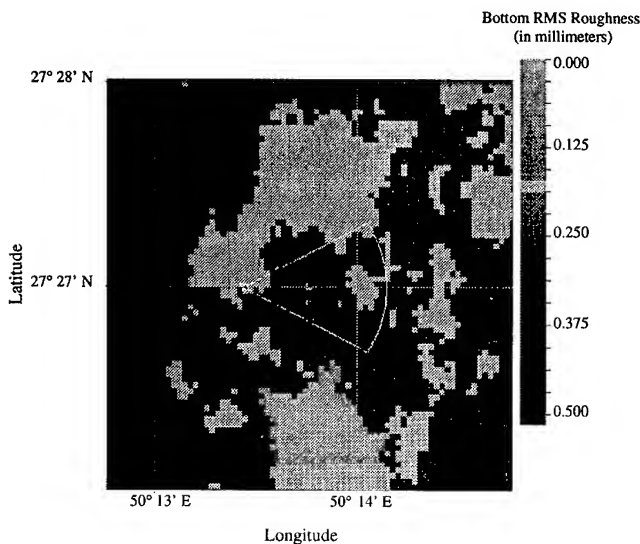 Bottom RMS Roughness
(in millimeters)
0.000
0.125
0.250
0.375
0.500
27° 28' N
Latitude
27° 27' N
50° 13' E
50° 14' E
Longitude